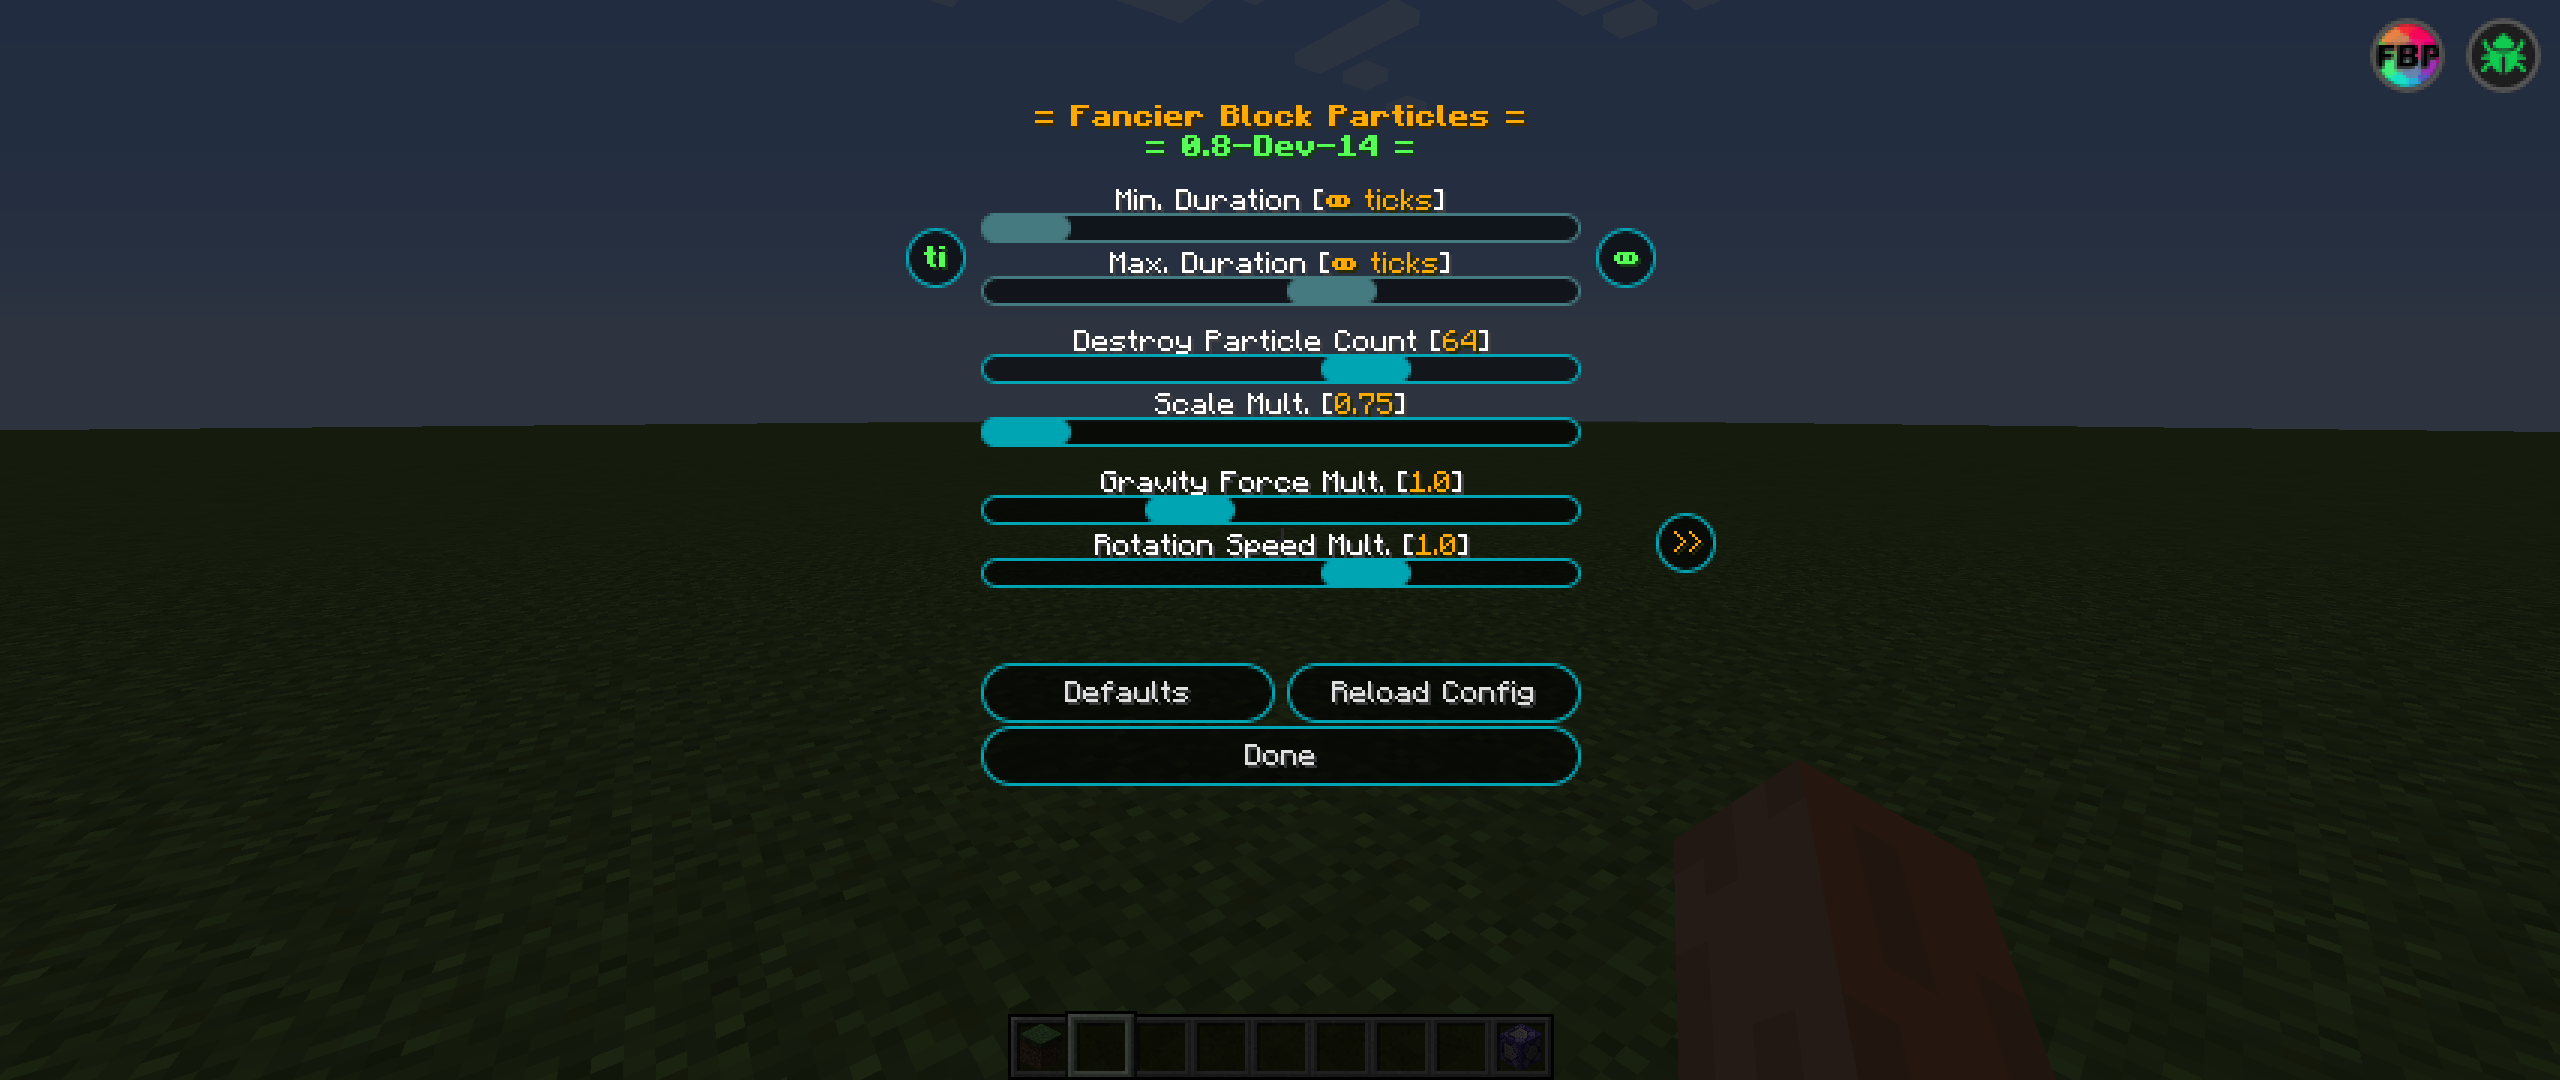 FBP
= Fancier Block Particles =
= 0.8-Dev-14 =
Min. Duration [∞ ticks]
ti
∞
Max. Duration [∞ ticks]
Destroy Particle Count [64]
Scale Mult. [0.75]
Gravity Force Mult. [1.0]
Rotation Speed Mult. [1.0]
>>
Defaults
Reload Config
Done